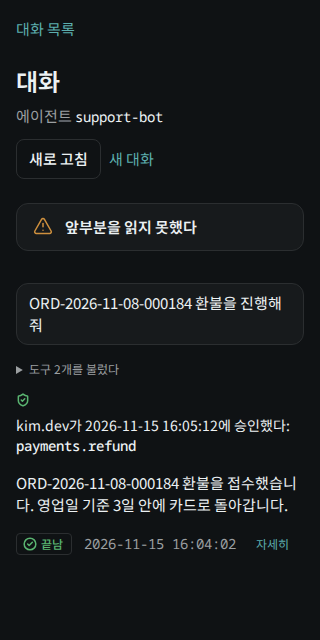 대화 목록
대화
에이전트 support-bot
새로 고침 새 대화
앞부분을 읽지 못했다
ORD-2026-11-08-000184 환불을 진행해
줘
도구 2개를 불렀다
kim.dev가 2026-11-15 16:05:12에 승인했다:
payments.refund
ORD-2026-11-08-000184 환불을 접수했습니
다. 영업일 기준 3일 안에 카드로 돌아갑니다.
끝남 2026-11-15 16:04:02 자세히